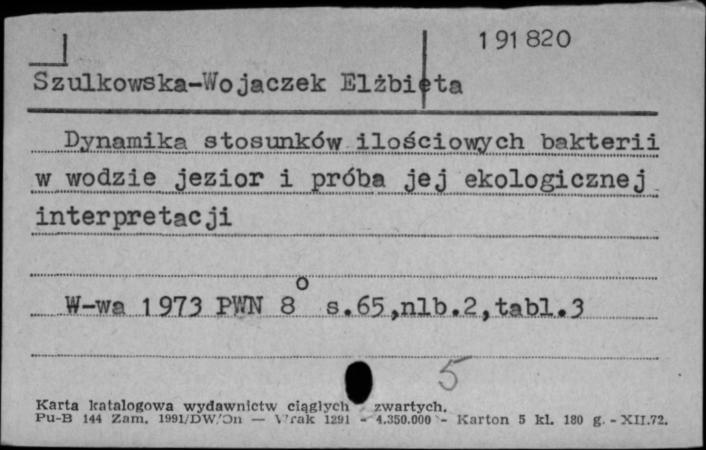 191820
Szulkowska-Wojaczek Elżbieta
Dynamika stosunków ilościowych bakterii
w wodzie jezior i próba jej ekologicznej
interpretacji
W-wa 1973 PWN 8° s.65,nlb.2,tabl.3
5
Karta katalogowa wydawnictw ciągłych zwartych.
Pu-B 144 Zam. 1991/DW/On — Wrak 1291 - 4.350.000 - Karton 5 kl. 180 g. - XII.72.